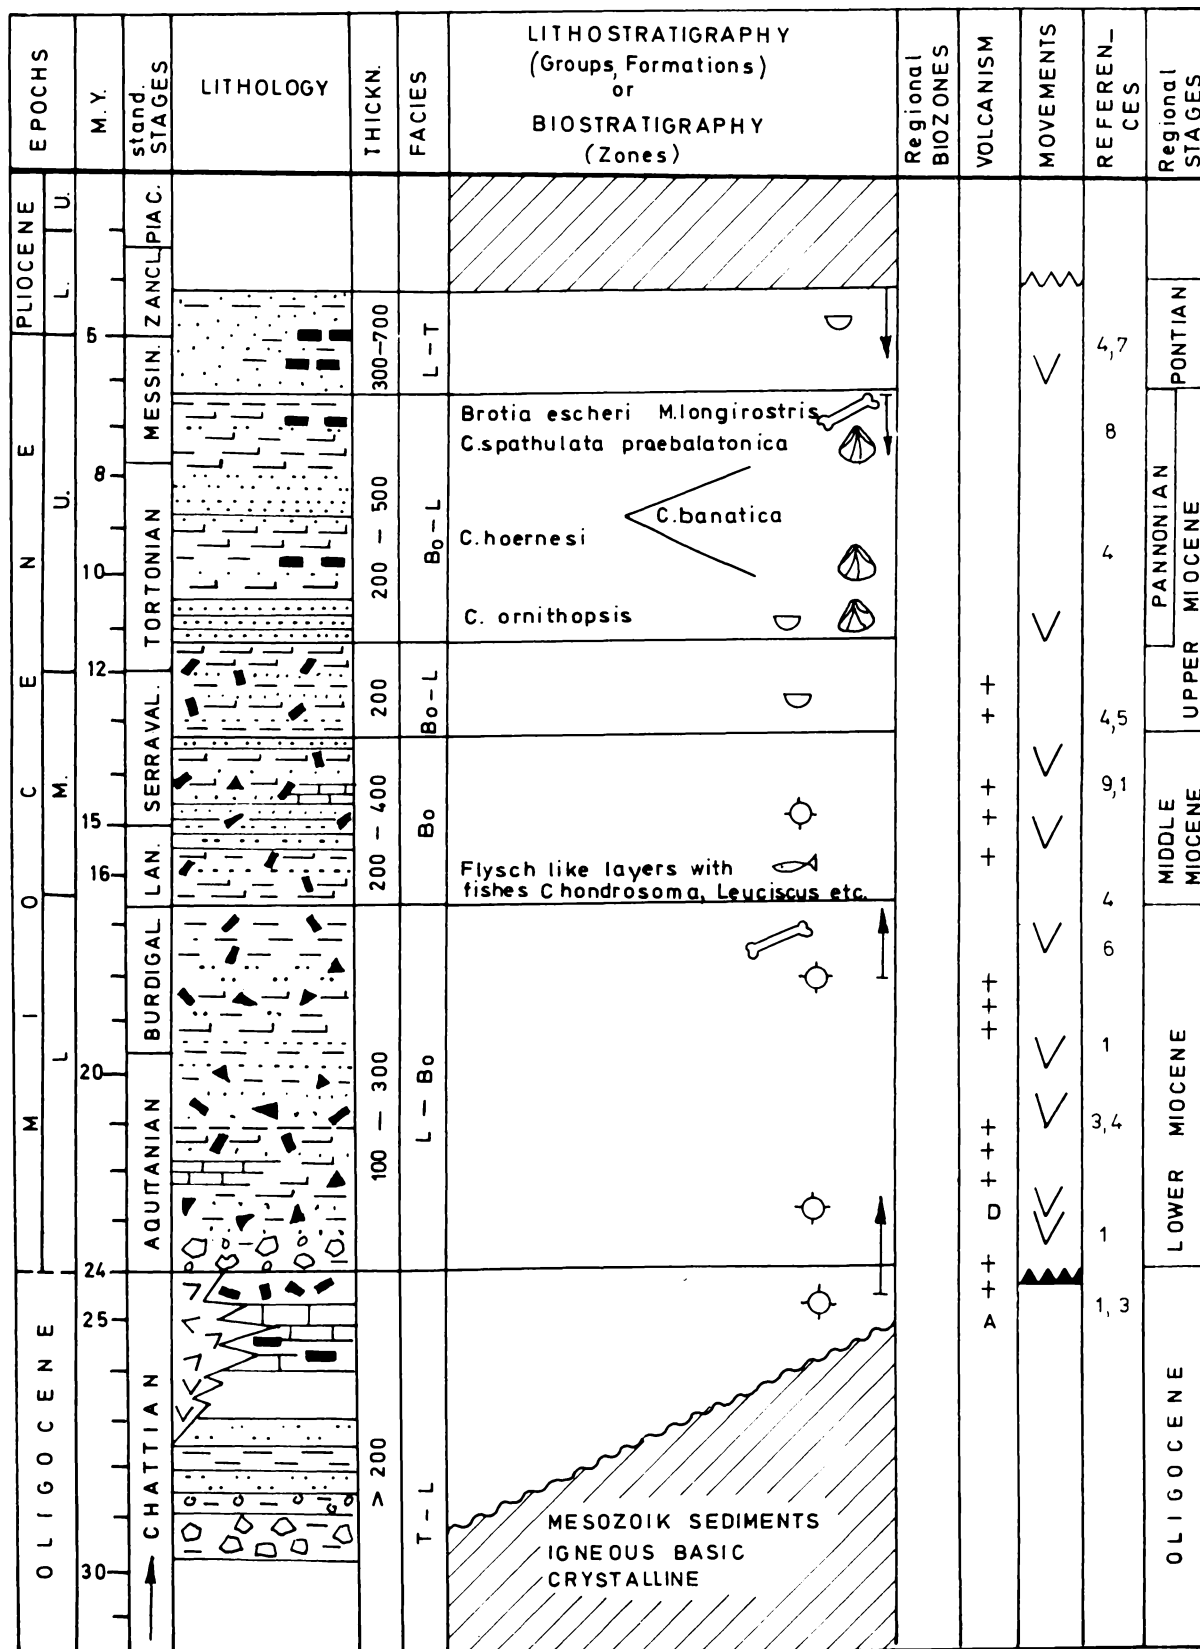 EPOCHS
M.Y.
stand.
STAGES
LITHOLOGY
THICKN.
FACIES
LITHOSTRATIGRAPHY
(Groups, Formations)
or
BIOSTRATIGRAPHY
(Zones)
Regional
BIOZONES
VOLCANISM
MOVEMENTS
REFEREN_
CES
Regional
STAGES
PLIOCENE
U.
L.
MIOCENE
U.
M.
L
OLIGOCENE
5
8
10
12
15
16
20
24
25
30
PIAC.
ZANCL.
MESSIN.
TORTONIAN
SERRAVAL.
LAN.
BURDIGAL.
AQUITANIAN
CHATTIAN
300–700
200 – 500
200
200 – 400
100 – 300
> 200
L – T
Bo – L
Bo – L
Bo
L – Bo
T – L
Brotia escheri M.longirostris
C.spathulata praebalatonica
C.banatica
C.hoernesi
C. ornithopsis
Flysch like layers with
fishes Chondrosoma, Leuciscus etc.
MESOZOIK SEDIMENTS
IGNEOUS BASIC
CRYSTALLINE
D
A
4,7
8
4
4,5
9,1
4
6
1
3,4
1
1, 3
PONTIAN
PANNONIAN
UPPER MIOCENE
MIDDLE
MIOCENE
LOWER MIOCENE
OLIGOCENE